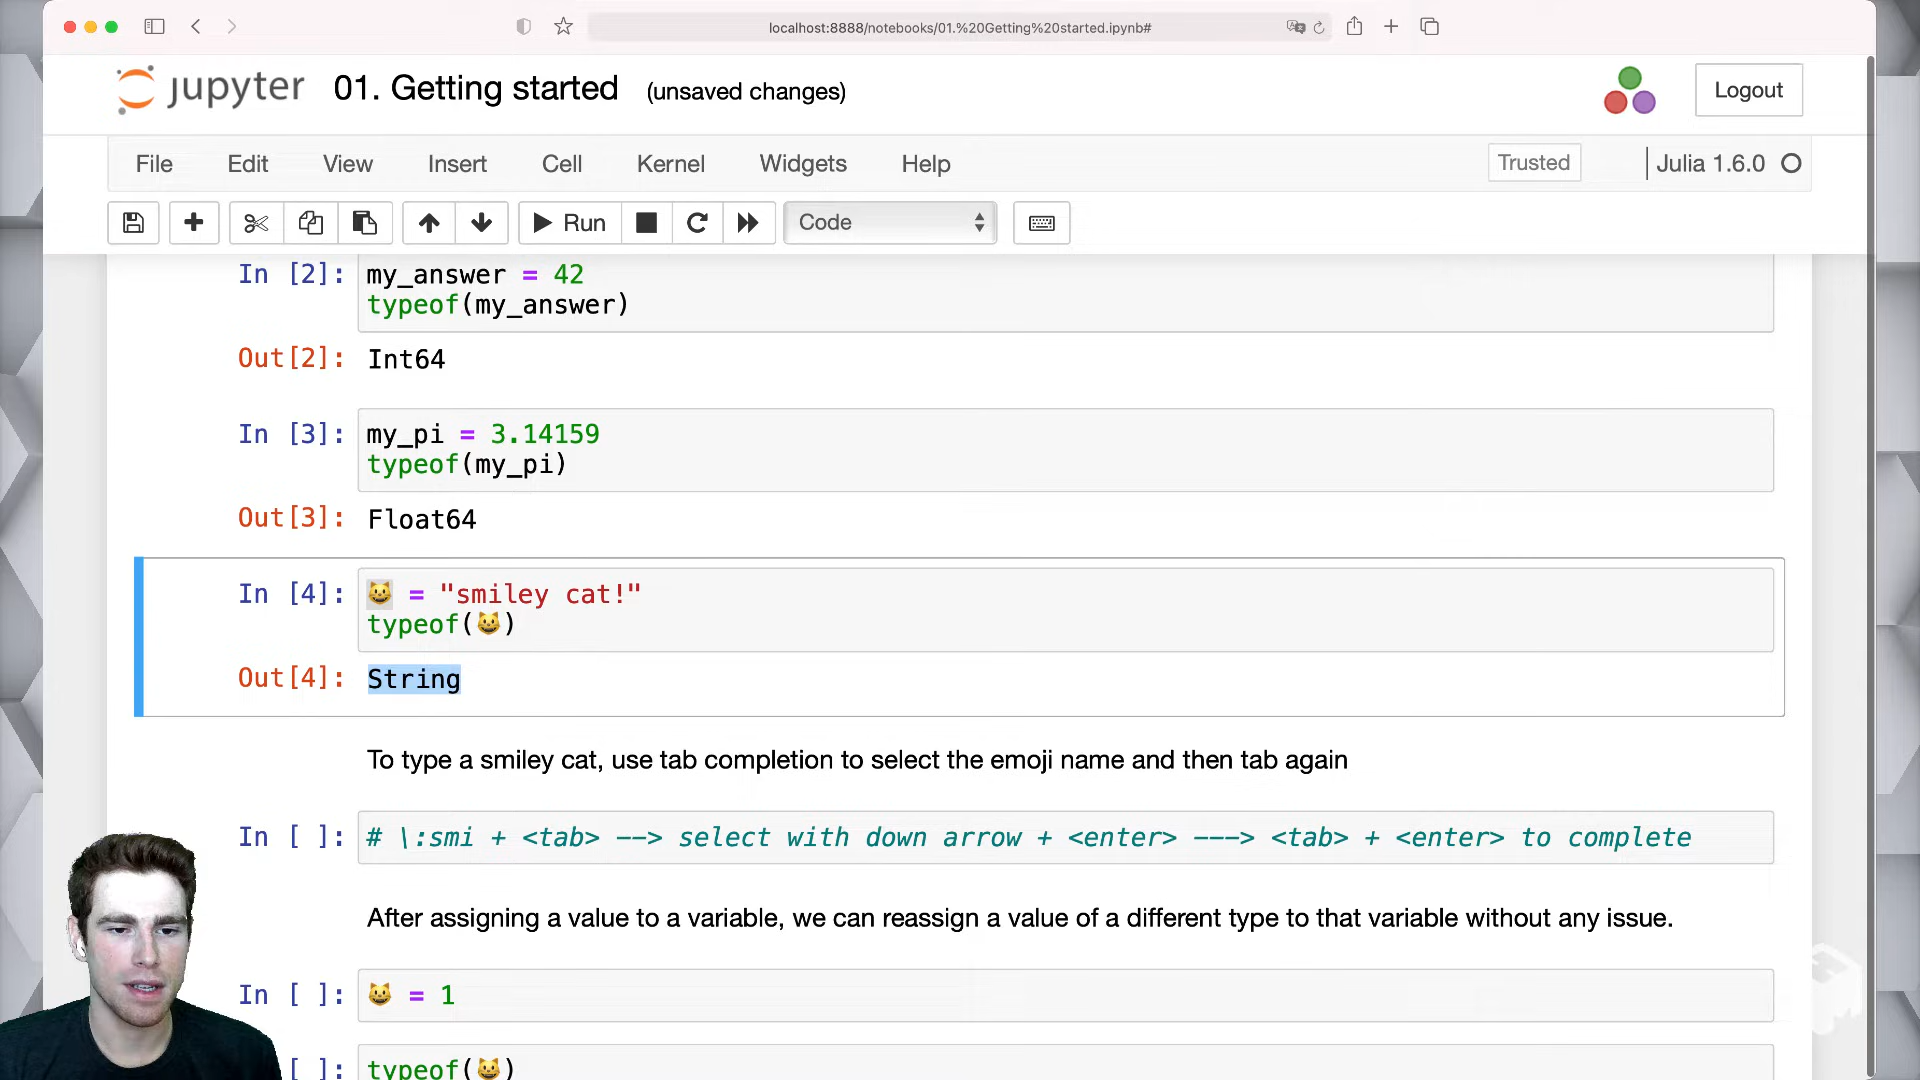 localhost:8888/notebooks/01.%20Getting%20started.ipynb#
jupyter 01. Getting started (unsaved changes)
Logout
File Edit View Insert Cell Kernel Widgets Help
Trusted
Julia 1.6.0
Run
Code
In [2]: my_answer = 42
typeof(my_answer)
Out[2]: Int64
In [3]: my_pi = 3.14159
typeof(my_pi)
Out[3]: Float64
In [4]: 😺 = "smiley cat!"
typeof(😺)
Out[4]: String
To type a smiley cat, use tab completion to select the emoji name and then tab again
In [ ]: # \:smi + <tab> --> select with down arrow + <enter> ---> <tab> + <enter> to complete
After assigning a value to a variable, we can reassign a value of a different type to that variable without any issue.
In [ ]: 😺 = 1
[ ]: typeof(😺)